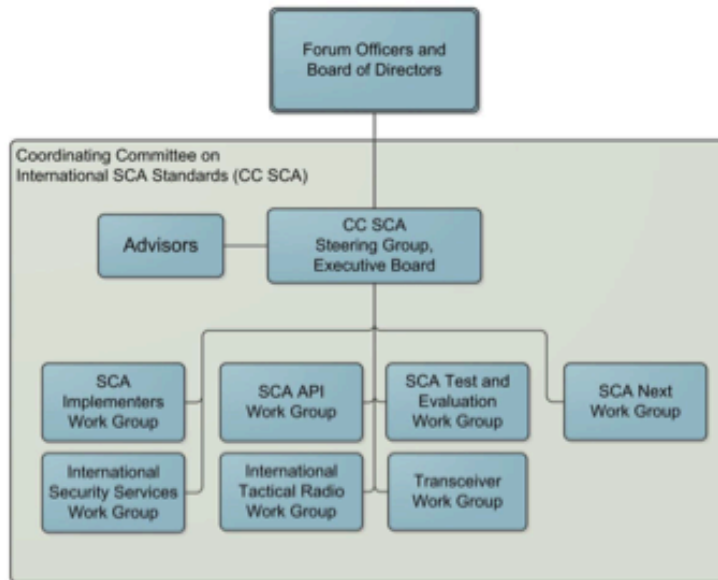 Forum Officers and
Board of Directors
Coordinating Committee on
International SCA Standards (CC SCA)
Advisors
CC SCA
Steering Group,
Executive Board
SCA
Implementers
Work Group
SCA API
Work Group
SCA Test and
Evaluation
Work Group
SCA Next
Work Group
International
Security Services
Work Group
International
Tactical Radio
Work Group
Transceiver
Work Group